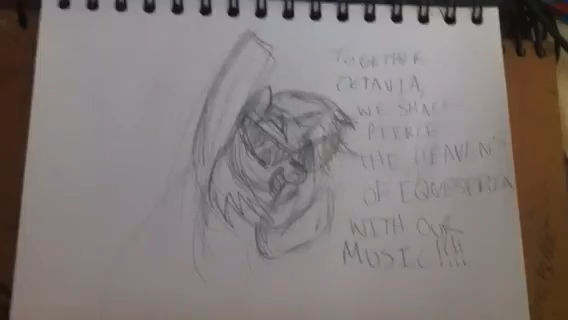 TOGETHER
OCTAVIA,
WE SHALL
PIERCE
THE HEAVENS
OF EQUESTRIA
WITH OUR
MUSIC!!!!